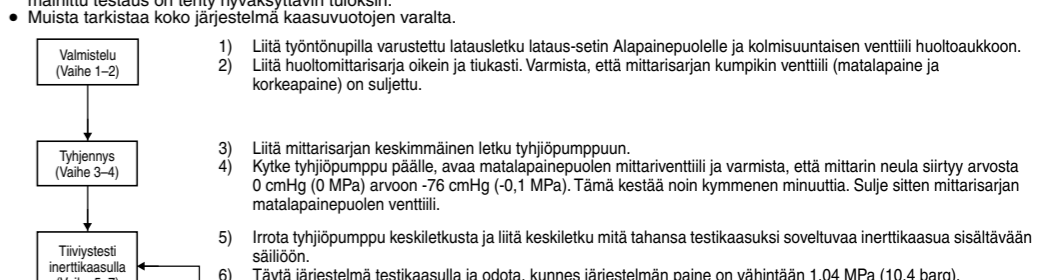 mainittu testaus on tehty hyväksyttävin tuloksin.
• Muista tarkistaa koko järjestelmä kaasuvuotojen varalta.
Valmistelu
(Vaihe 1–2)
1) Liitä työntönupilla varustettu latausletku lataus-setin Alapainepuolelle ja kolmisuuntaisen venttiili huoltoaukkoon.
2) Liitä huoltomittarisarja oikein ja tiukasti. Varmista, että mittarisarjan kumpikin venttiili (matalapaine ja
korkeapaine) on suljettu.
Tyhjennys
(Vaihe 3–4)
3) Liitä mittarisarjan keskimmäinen letku tyhjiöpumppuun.
4) Kytke tyhjiöpumppu päälle, avaa matalapainepuolen mittariventtiili ja varmista, että mittarin neula siirtyy arvosta
0 cmHg (0 MPa) arvoon -76 cmHg (-0,1 MPa). Tämä kestää noin kymmenen minuuttia. Sulje sitten mittarisarjan
matalapainepuolen venttiili.
Tiiviystesti
inerttikaasulla
(Vaihe 5–7)
5) Irrota tyhjiöpumppu keskiletkusta ja liitä keskiletku mitä tahansa testikaasuksi soveltuvaa inerttikaasua sisältävään
säiliöön.
6) Täytä järjestelmä testikaasulla ja odota, kunnes järjestelmän paine on vähintään 1,04 MPa (10,4 barg).